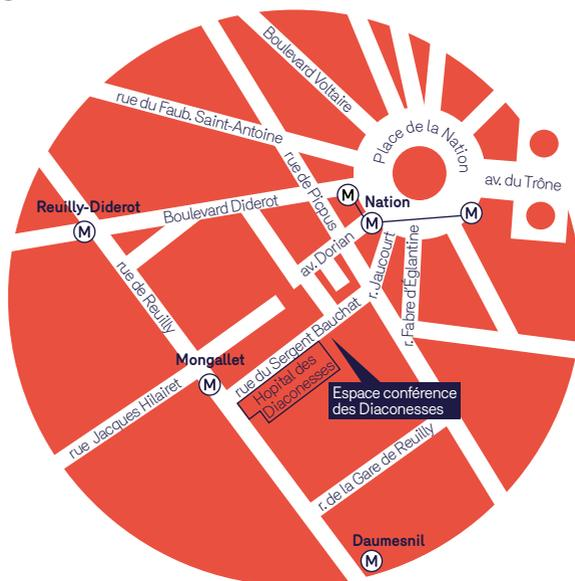 Boulevard Voltaire
rue du Faub. Saint-Antoine
Place de la Nation
rue de Picpus
av. du Trône
M
Nation
Reuilly-Diderot
Boulevard Diderot
M
M
M
av. Dorian
r. Jaucourt
r. Fabre d'Églantine
rue de Reuilly
rue du Sergent Bauchat
Mongallet
M
Hopital des
Diaconesses
Espace conférence
des Diaconesses
rue Jacques Hilairet
r. de la Gare de Reuilly
Daumesnil
M